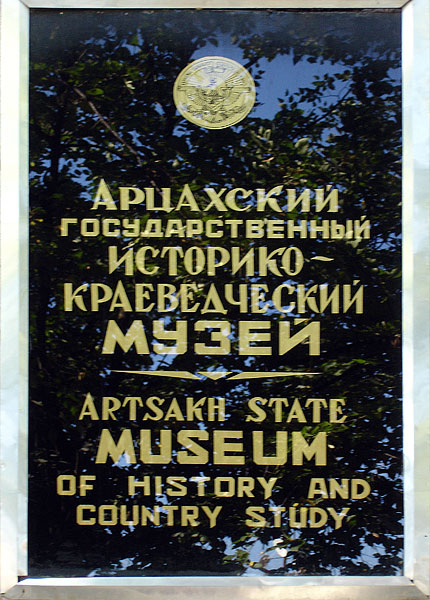 АРЦАХСКИЙ
ГОСУДАРСТВЕННЫЙ
ИСТОРИКО-
КРАЕВЕДЧЕСКИЙ
МУЗЕЙ
ARTSAKH STATE
MUSEUM
OF HISTORY AND
COUNTRY STUDY